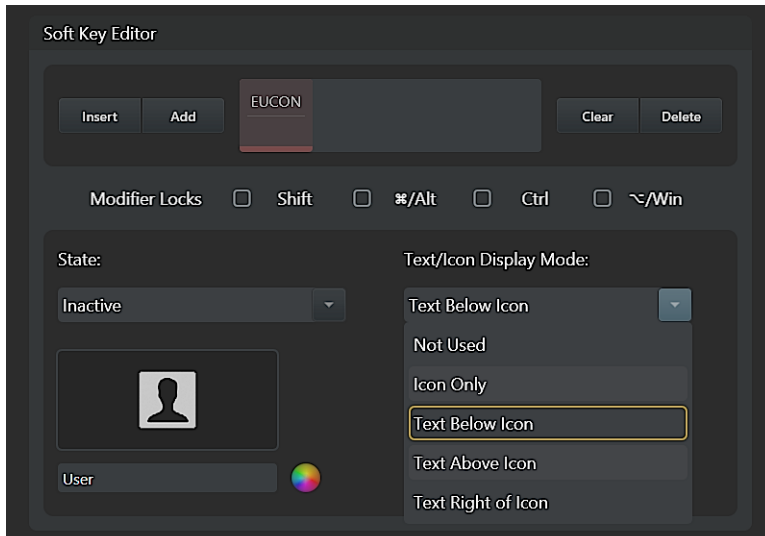 Soft Key Editor
Insert
Add
EUCON
Clear
Delete
Modifier Locks
Shift
⌘/Alt
Ctrl
⌥/Win
State:
Inactive
User
Text/Icon Display Mode:
Text Below Icon
Not Used
Icon Only
Text Below Icon
Text Above Icon
Text Right of Icon